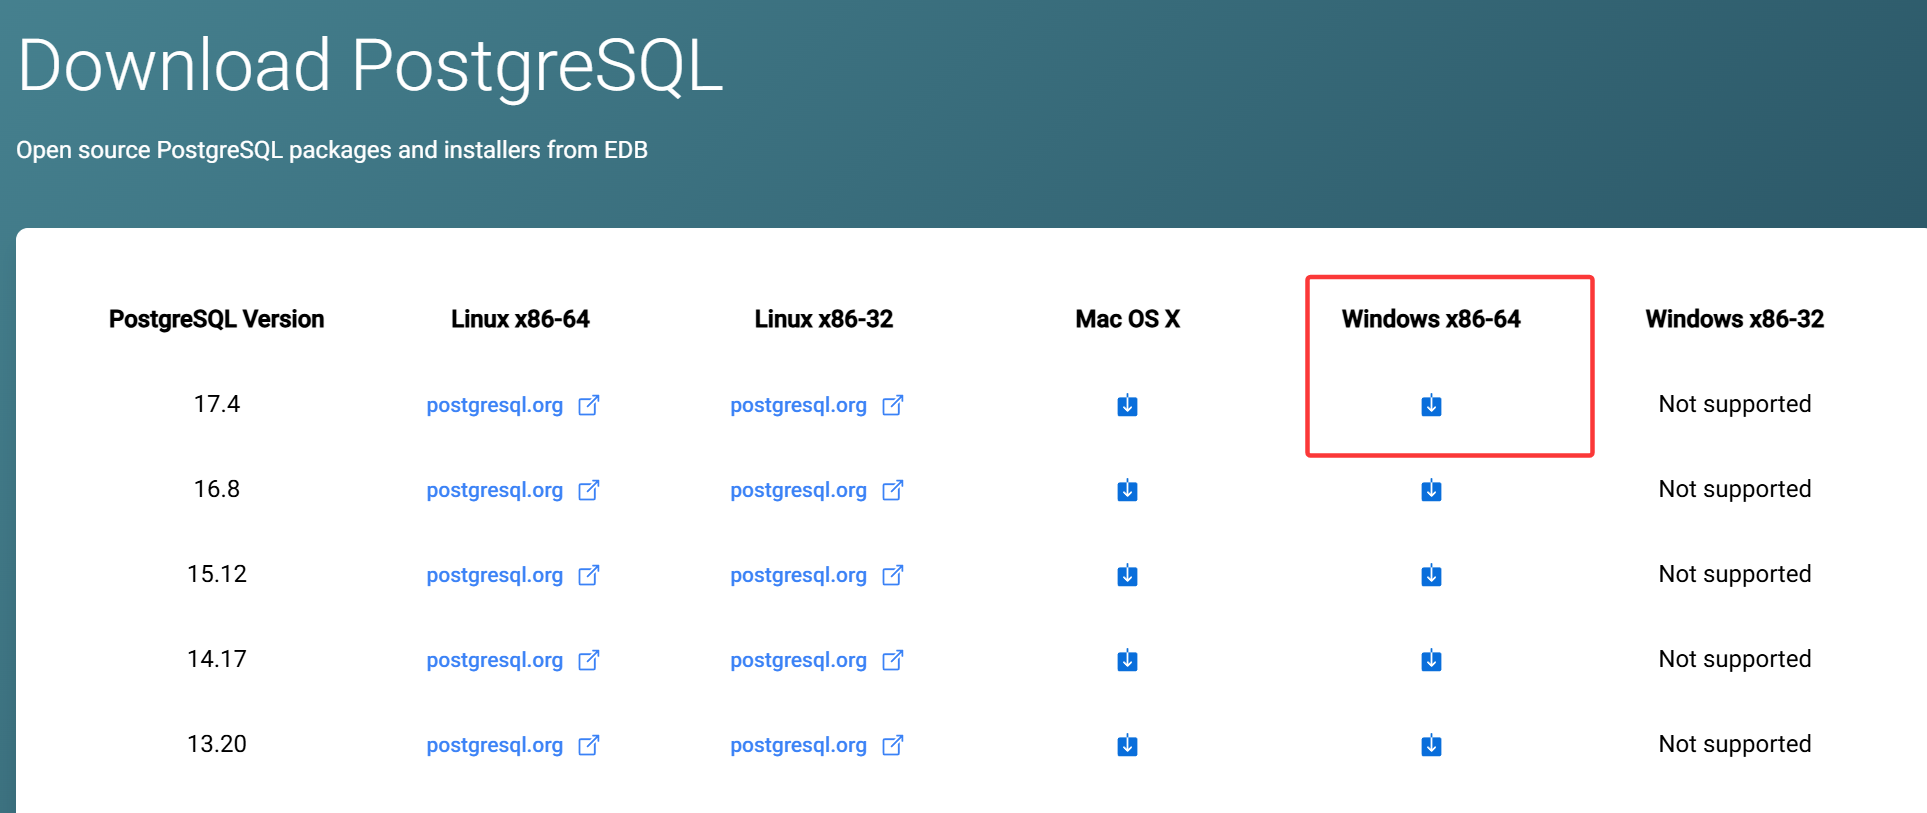 Download PostgreSQL
Open source PostgreSQL packages and installers from EDB
PostgreSQL Version Linux x86-64 Linux x86-32 Mac OS X Windows x86-64 Windows x86-32
17.4 postgresql.org postgresql.org Not supported
16.8 postgresql.org postgresql.org Not supported
15.12 postgresql.org postgresql.org Not supported
14.17 postgresql.org postgresql.org Not supported
13.20 postgresql.org postgresql.org Not supported